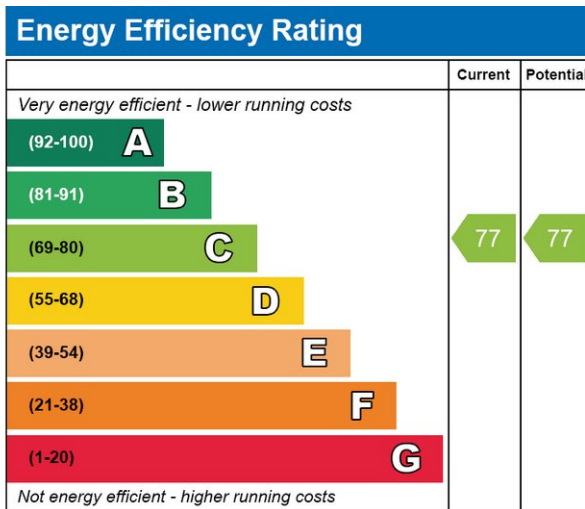 Energy Efficiency Rating
Current Potential
Very energy efficient - lower running costs
(92-100) A
(81-91) B
(69-80) C 77 77
(55-68) D
(39-54) E
(21-38) F
(1-20) G
Not energy efficient - higher running costs